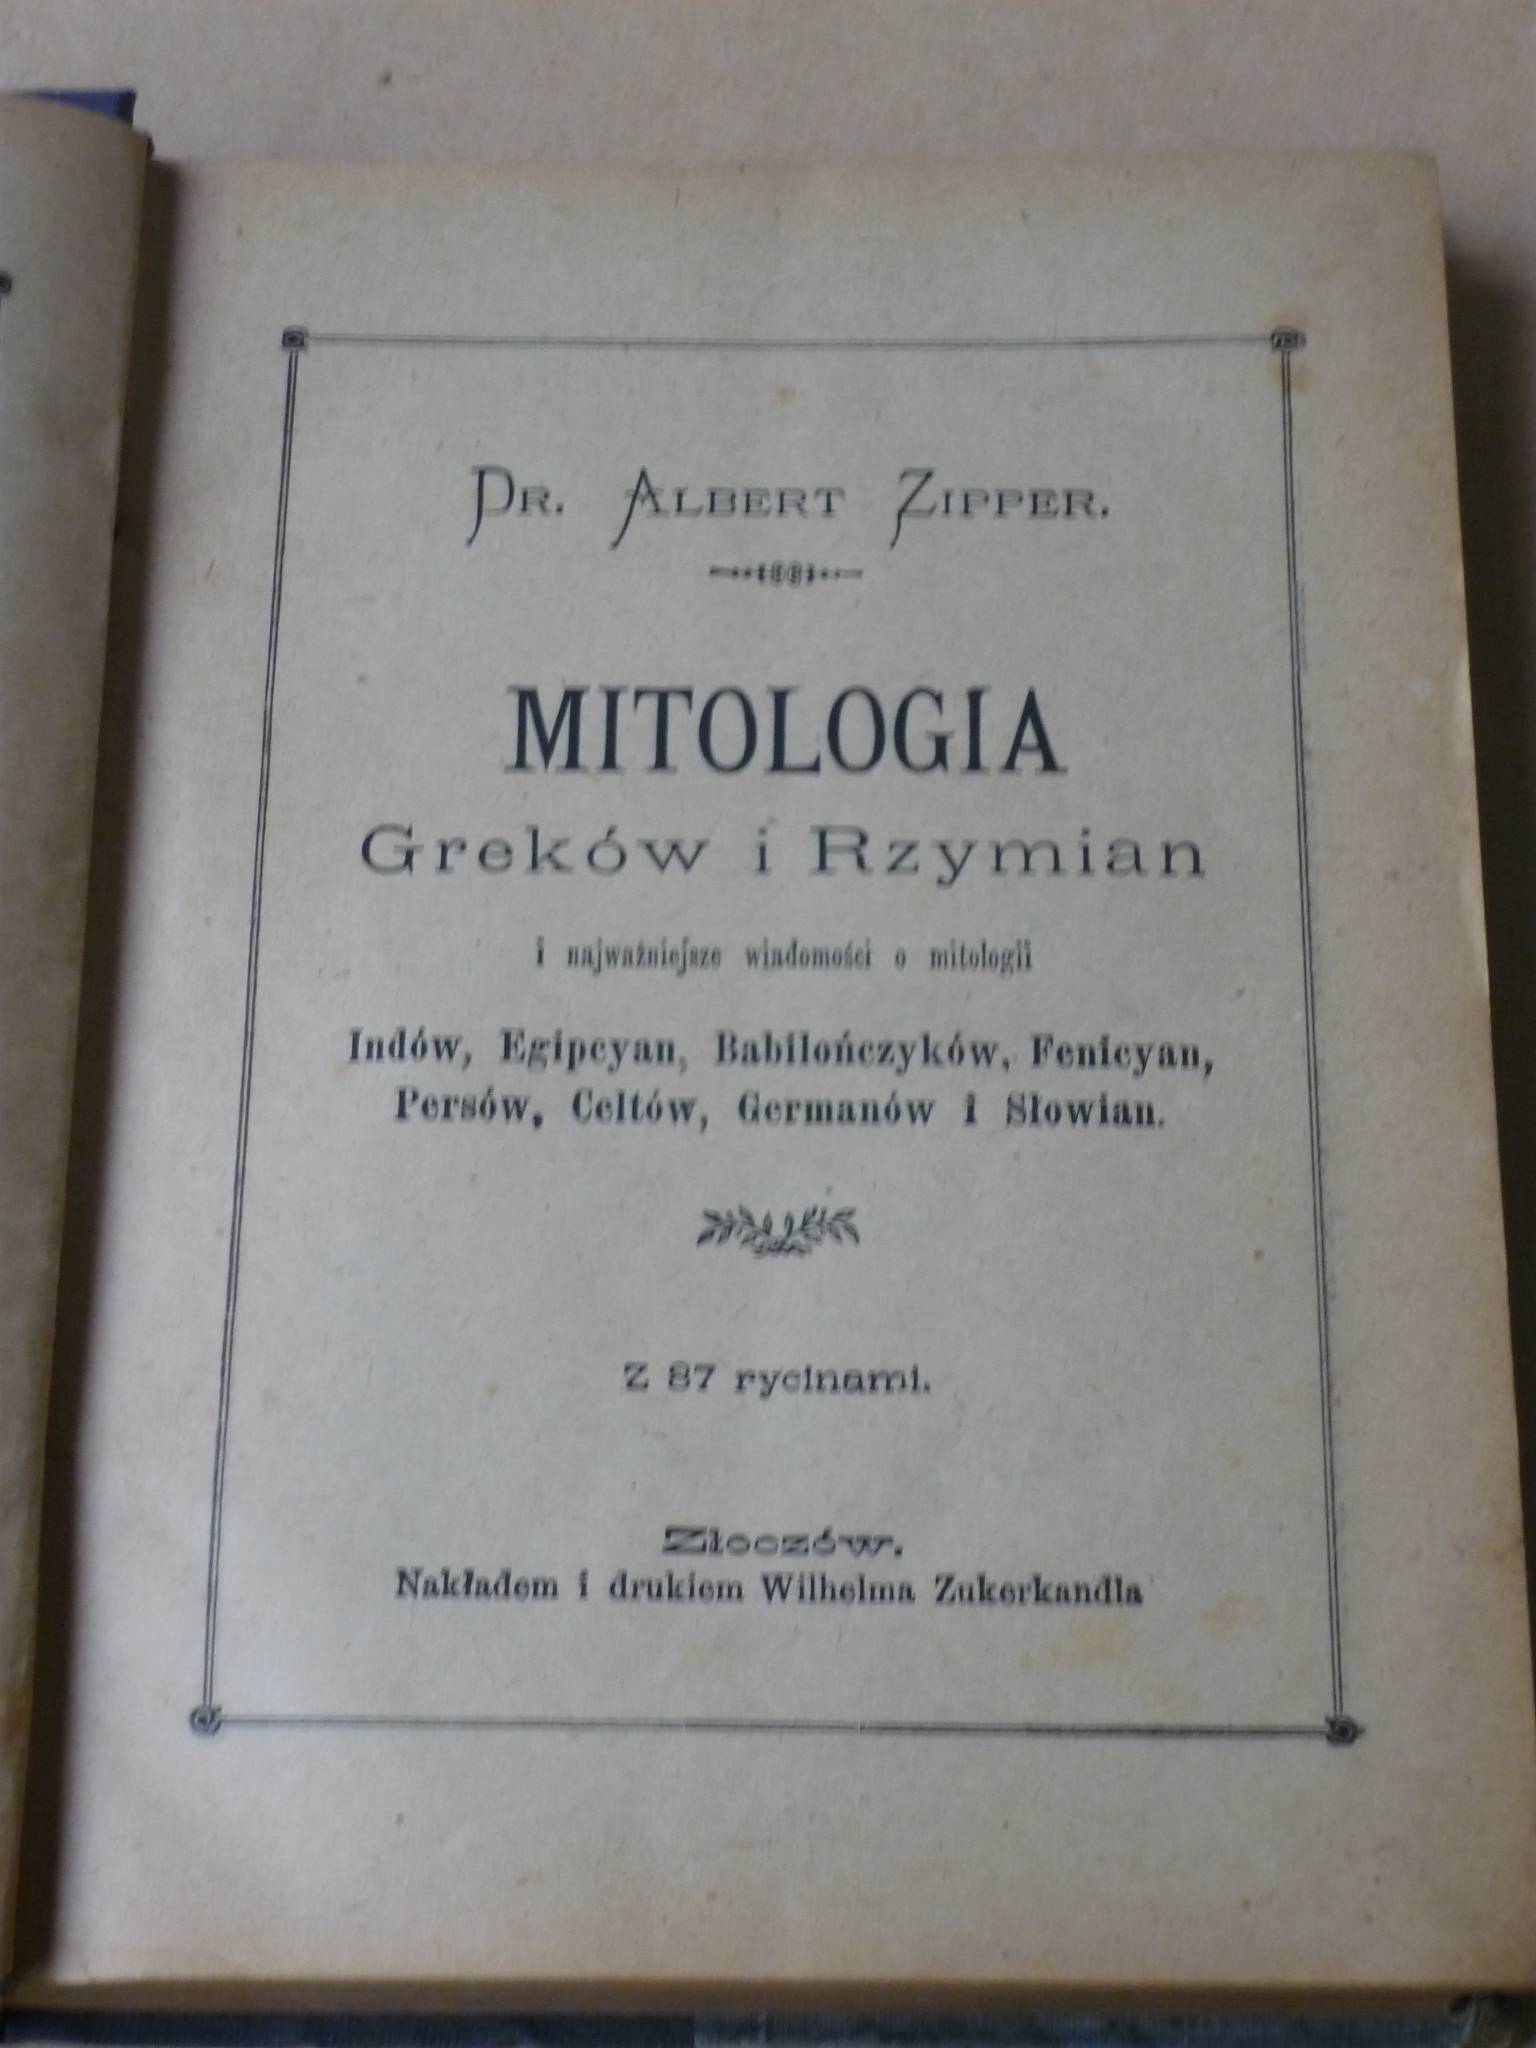 DR. ALBERT ZIPPER.
MITOLOGIA
Greków i Rzymian
i najważniejsze wiadomości o mitologii
Indów, Egipcyan, Babilończyków, Fenicyan,
Persów, Celtów, Germanów i Słowian.
Z 87 rycinami.
Złoczów.
Nakładem i drukiem Wilhelma Zukerkandla